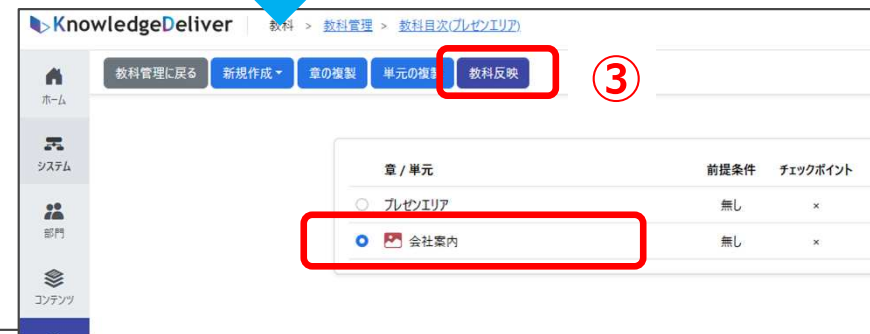 KnowledgeDeliver 教科 > 教科管理 > 教科目次(プレゼンエリア)
教科管理に戻る 新規作成 章の複製 単元の複製 教科反映 ③
ホーム
システム
章 / 単元 前提条件 チェックポイント
プレゼンエリア 無し ×
部門
会社案内 無し ×
コンテンツ